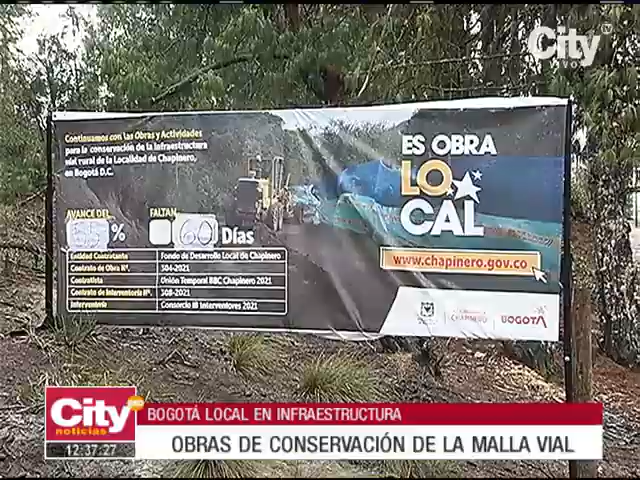 City tv
Continuamos con las Obras y Actividades
para la conservación de la Infraestructura
vial rural de la Localidad de Chapinero,
en Bogotá D.C.
ES OBRA
LO
CAL
AVANCE DEL
%
FALTAN
60 Días
www.chapinero.gov.co
Entidad Contratante Fondo de Desarrollo Local de Chapinero
Contrato de Obra Nº. 304-2021
Contratista Unión Temporal BBC Chapinero 2021
Contrato de Interventoría Nº. 308-2021
Interventoría Consorcio IB Interventores 2021
CHAPINERO
BOGOTÁ
City
noticias
12:37:27
BOGOTÁ LOCAL EN INFRAESTRUCTURA
OBRAS DE CONSERVACIÓN DE LA MALLA VIAL